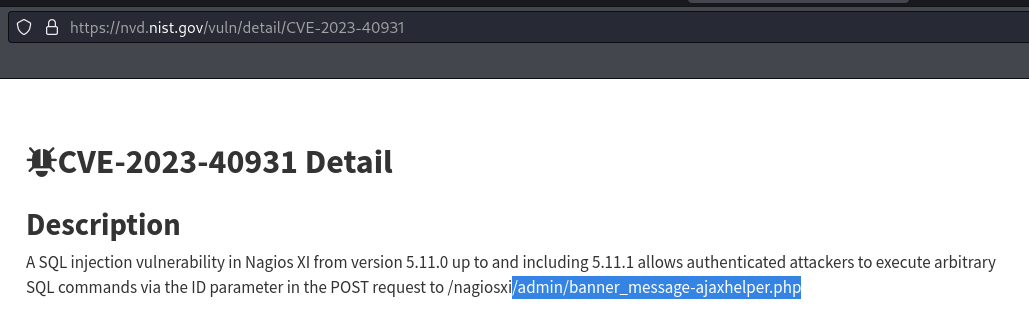 https://nvd.nist.gov/vuln/detail/CVE-2023-40931
CVE-2023-40931 Detail
Description
A SQL injection vulnerability in Nagios XI from version 5.11.0 up to and including 5.11.1 allows authenticated attackers to execute arbitrary
SQL commands via the ID parameter in the POST request to /nagiosxi/admin/banner_message-ajaxhelper.php